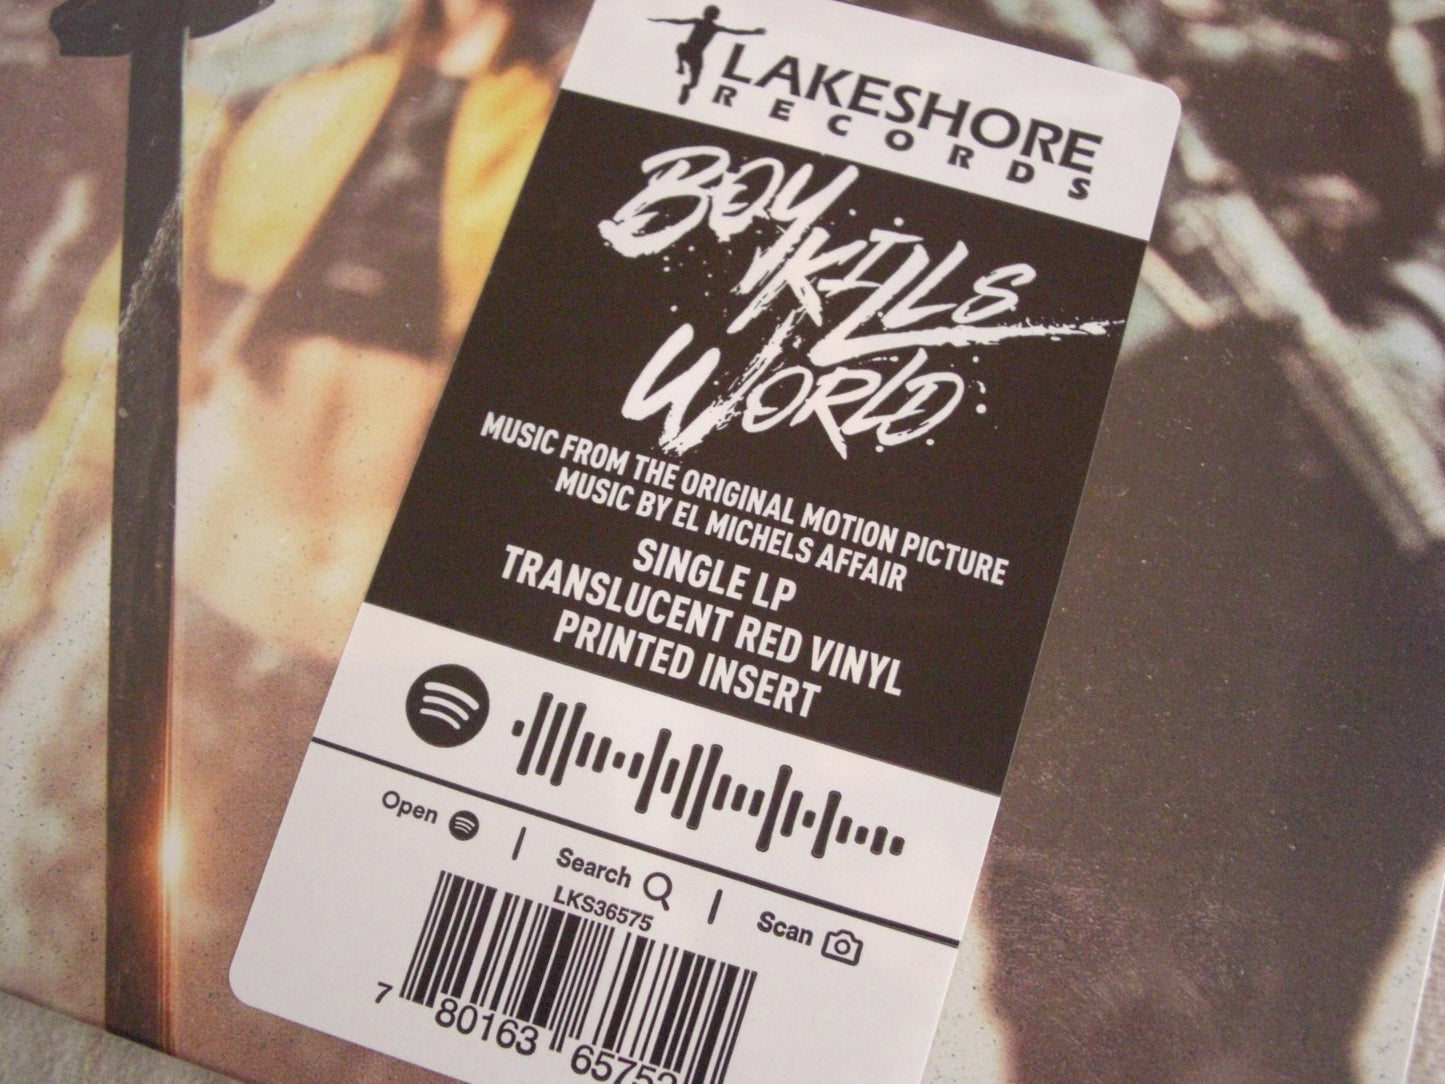 LAKESHORE
RECORDS
BOY
KILLS
WORLD
MUSIC FROM THE ORIGINAL MOTION PICTURE
MUSIC BY EL MICHELS AFFAIR
SINGLE LP
TRANSLUCENT RED VINYL
PRINTED INSERT
Open | Search | Scan
LKS36575
7 80163 65752